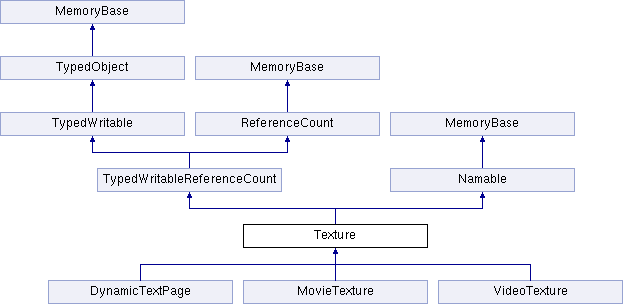 MemoryBase
TypedObject
MemoryBase
TypedWritable
ReferenceCount
MemoryBase
TypedWritableReferenceCount
Namable
Texture
DynamicTextPage
MovieTexture
VideoTexture